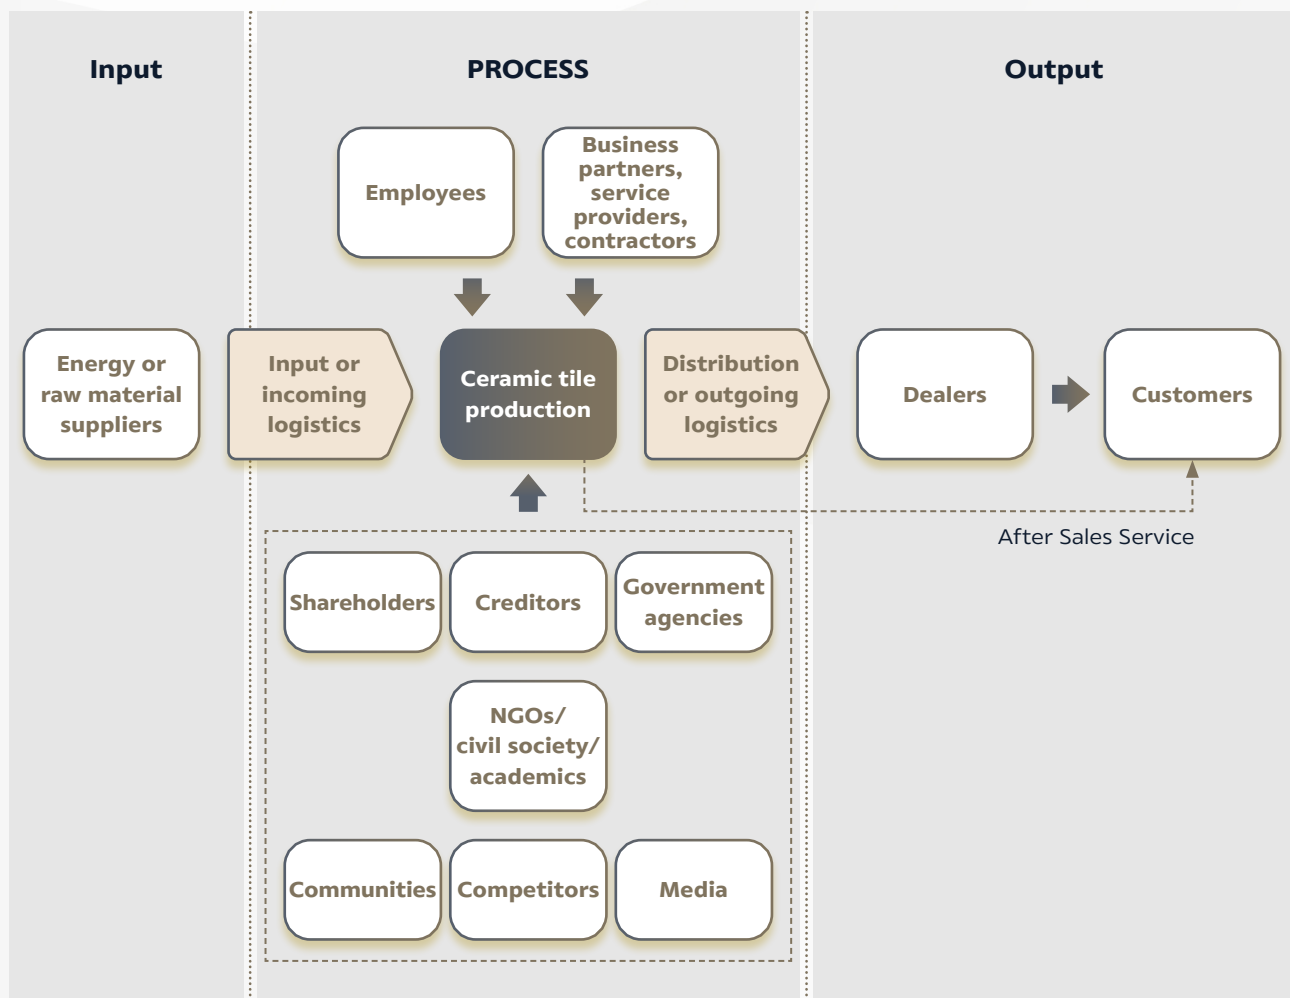 Input
PROCESS
Output
Employees
Business
partners,
service
providers,
contractors
Energy or
raw material
suppliers
Input or
incoming
logistics
Ceramic tile
production
Distribution
or outgoing
logistics
Dealers
Customers
After Sales Service
Shareholders
Creditors
Government
agencies
NGOs/
civil society/
academics
Communities
Competitors
Media